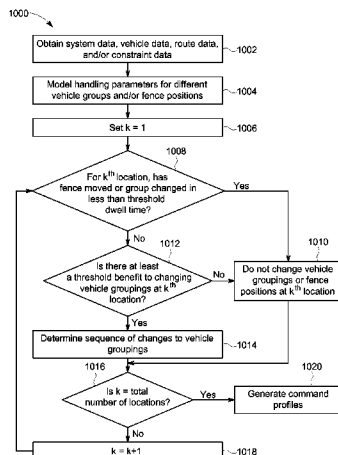 1000
Obtain system data, vehicle data, route data,
and/or constraint data
1002
Model handling parameters for different
vehicle groups and/or fence positions
1004
Set k = 1
1006
1008
For kth location, has
fence moved or group changed in
less than threshold
dwell time?
Yes
No
1012
Is there at least
a threshold benefit to changing
vehicle groupings at kth
location?
No
1010
Do not change vehicle
groupings or fence
positions at kth location
Yes
Determine sequence of changes to vehicle
groupings
1014
1016
Is k = total
number of locations?
Yes
1020
Generate command
profiles
No
k = k+1
1018